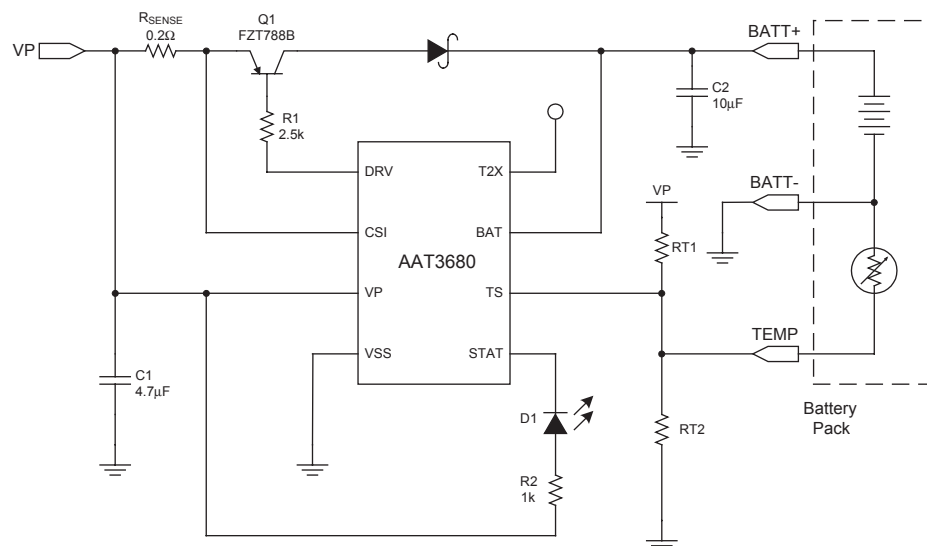 RSENSE
0.2Ω
Q1
FZT788B
VP
BATT+
C2
10µF
R1
2.5k
DRV
T2X
VP
BATT-
CSI
BAT
RT1
AAT3680
VP
TS
TEMP
VSS
STAT
C1
4.7µF
D1
RT2
Battery
Pack
R2
1k